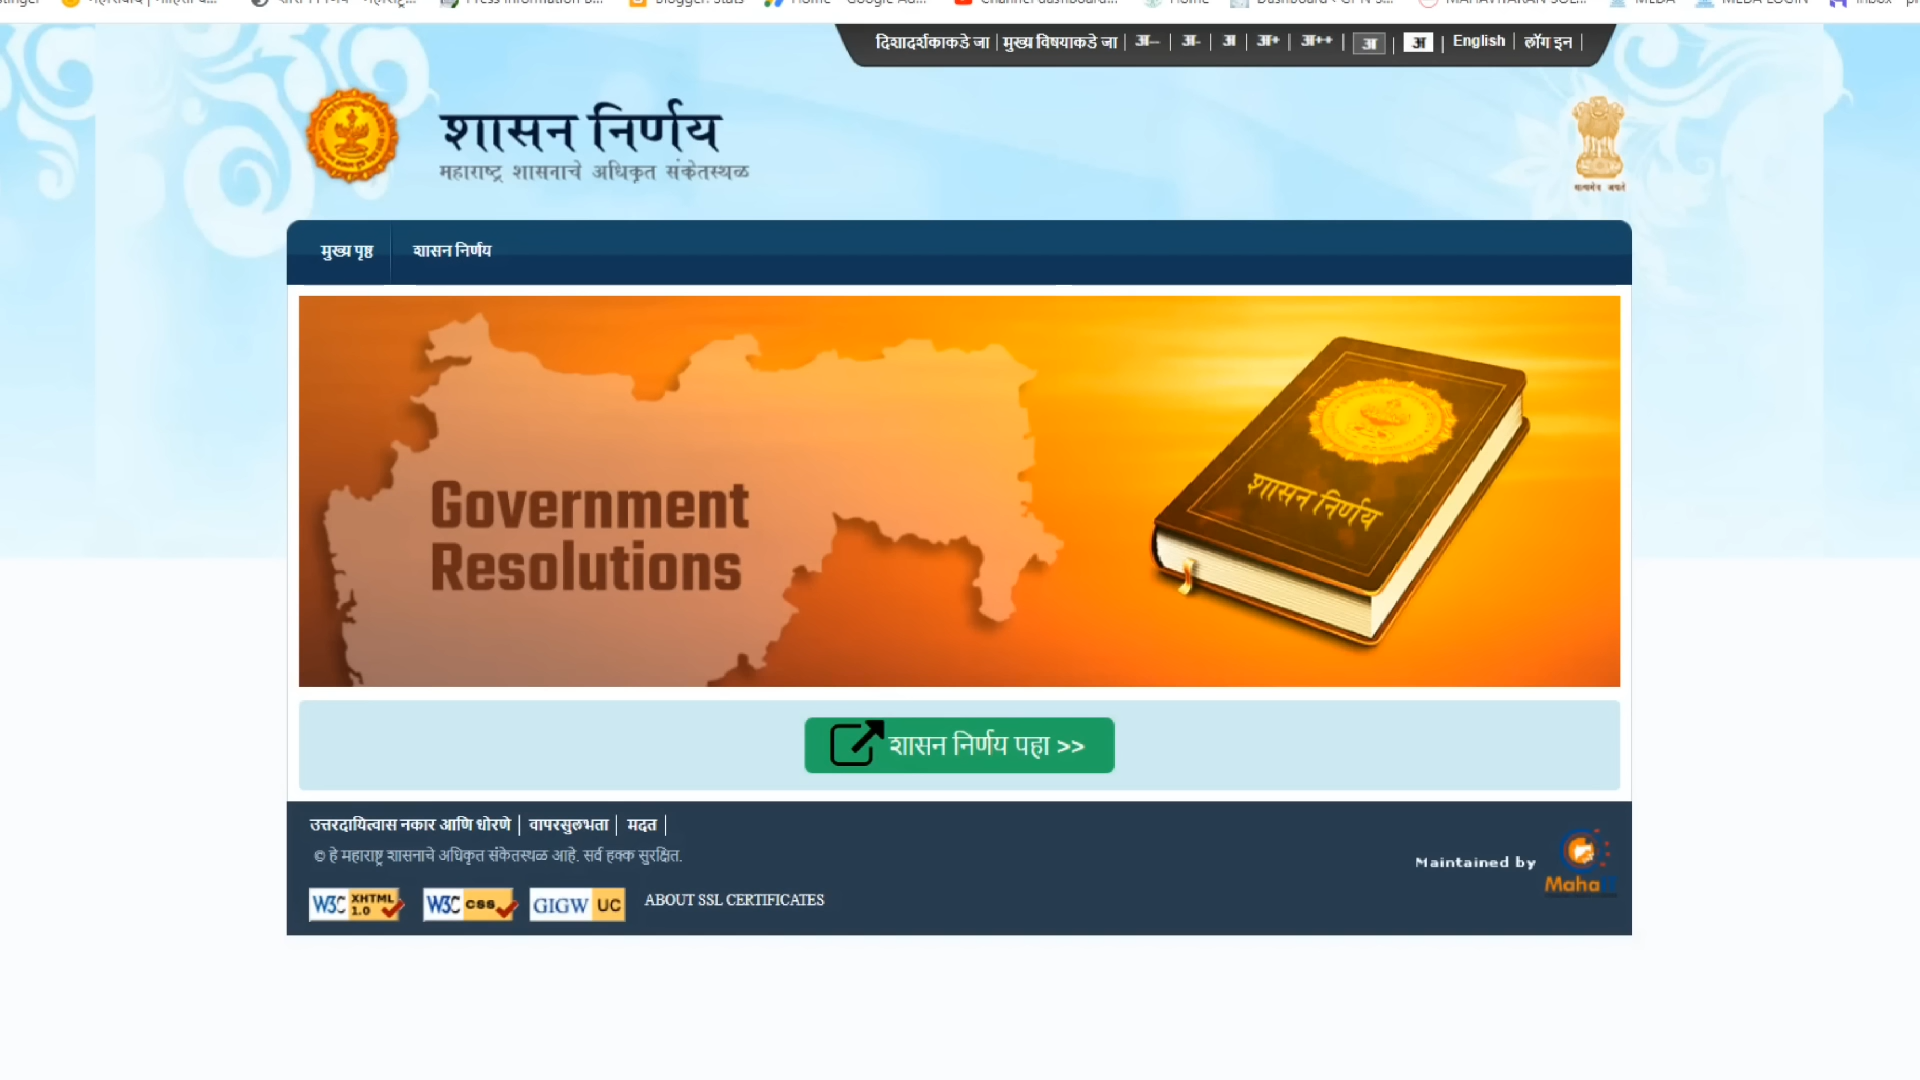 दिशादर्शकाकडे जा | मुख्य विषयाकडे जा | अ-- | अ- | अ | अ+ | अ++ | अ | अ | English | लॉग इन |
शासन निर्णय
महाराष्ट्र शासनाचे अधिकृत संकेतस्थळ
मुख्य पृष्ठ
शासन निर्णय
Government
Resolutions
शासन निर्णय
शासन निर्णय पहा >>
उत्तरदायित्वास नकार आणि धोरणे | वापरसुलभता | मदत |
© हे महाराष्ट्र शासनाचे अधिकृत संकेतस्थळ आहे. सर्व हक्क सुरक्षित.
Maintained by
Maha
W3C XHTML 1.0
W3C css
GIGW UC
ABOUT SSL CERTIFICATES